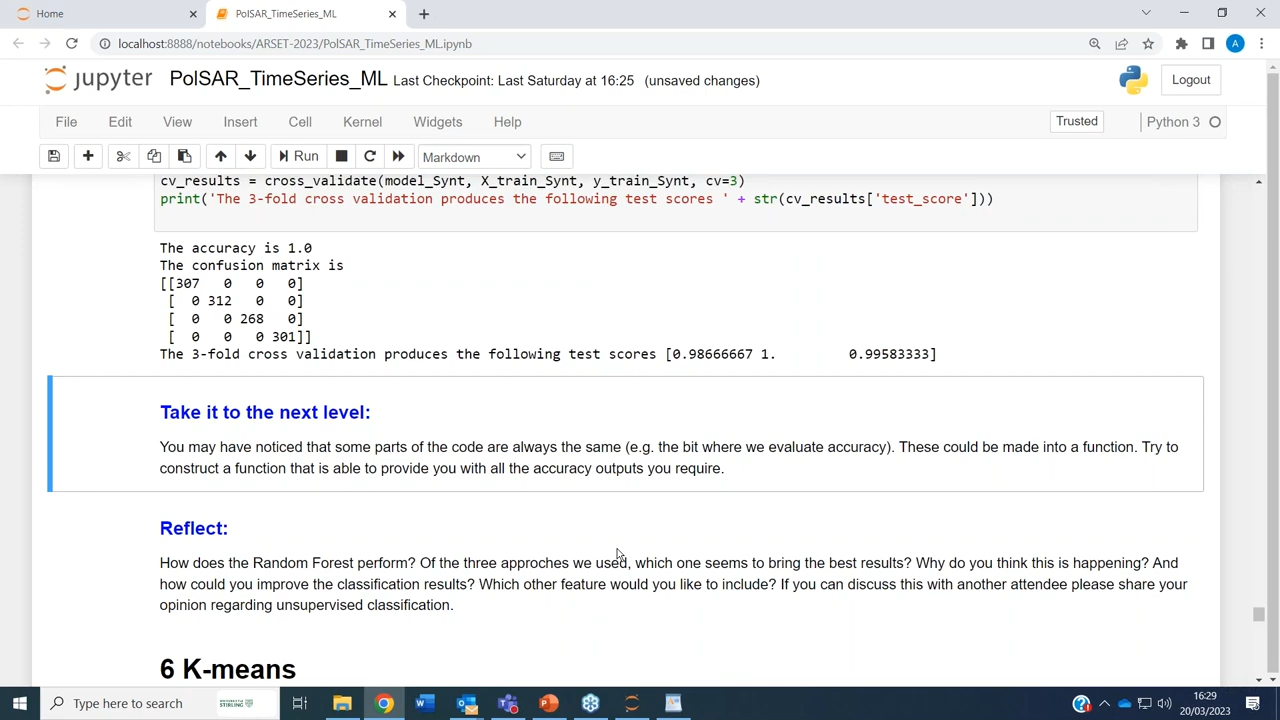 Home
PolSAR_TimeSeries_ML
localhost:8888/notebooks/ARSET-2023/PolSAR_TimeSeries_ML.ipynb
A
jupyter PolSAR_TimeSeries_ML Last Checkpoint: Last Saturday at 16:25 (unsaved changes)
Logout
File Edit View Insert Cell Kernel Widgets Help
Trusted
Python 3
Run
Markdown
cv_results = cross_validate(model_Synt, X_train_Synt, y_train_Synt, cv=3)
print('The 3-fold cross validation produces the following test scores ' + str(cv_results['test_score']))
The accuracy is 1.0
The confusion matrix is
[[307 0 0 0]
[ 0 312 0 0]
[ 0 0 268 0]
[ 0 0 0 301]]
The 3-fold cross validation produces the following test scores [0.98666667 1. 0.99583333]
Take it to the next level:
You may have noticed that some parts of the code are always the same (e.g. the bit where we evaluate accuracy). These could be made into a function. Try to
construct a function that is able to provide you with all the accuracy outputs you require.
Reflect:
How does the Random Forest perform? Of the three approches we used, which one seems to bring the best results? Why do you think this is happening? And
how could you improve the classification results? Which other feature would you like to include? If you can discuss this with another attendee please share your
opinion regarding unsupervised classification.
6 K-means
Type here to search
16:29
20/03/2023